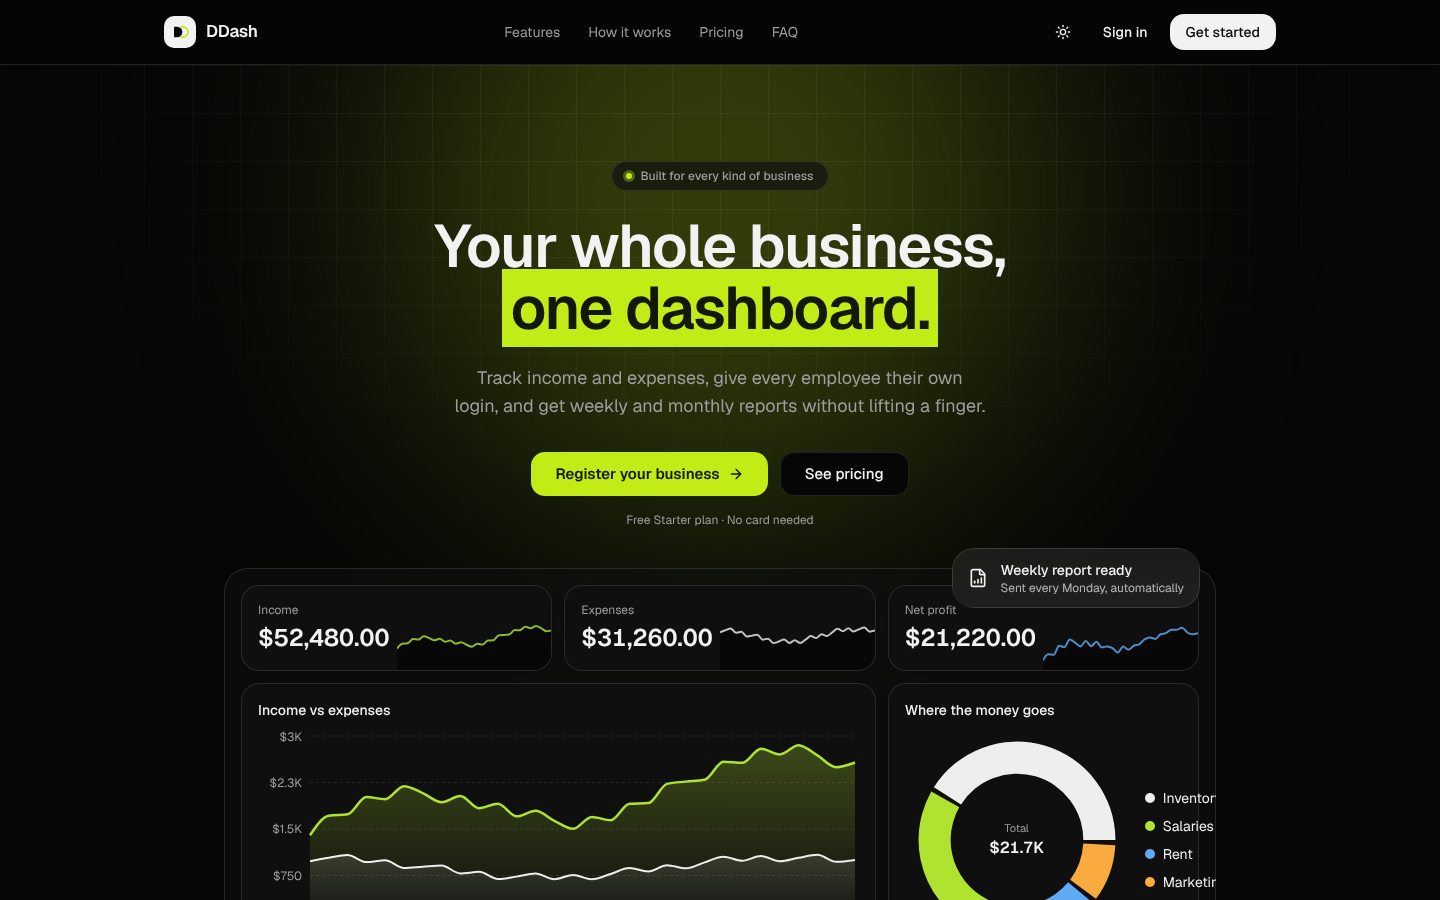 DDash
Features
How it works
Pricing
FAQ
Sign in
Get started
Built for every kind of business
Your whole business,
one dashboard.
Track income and expenses, give every employee their own
login, and get weekly and monthly reports without lifting a finger.
Register your business
See pricing
Free Starter plan · No card needed
Weekly report ready
Sent every Monday, automatically
Income
$52,480.00
Expenses
$31,260.00
Net profit
$21,220.00
Income vs expenses
$3K
$2.3K
$1.5K
$750
Where the money goes
Total
$21.7K
Inventor
Salaries
Rent
Marketin